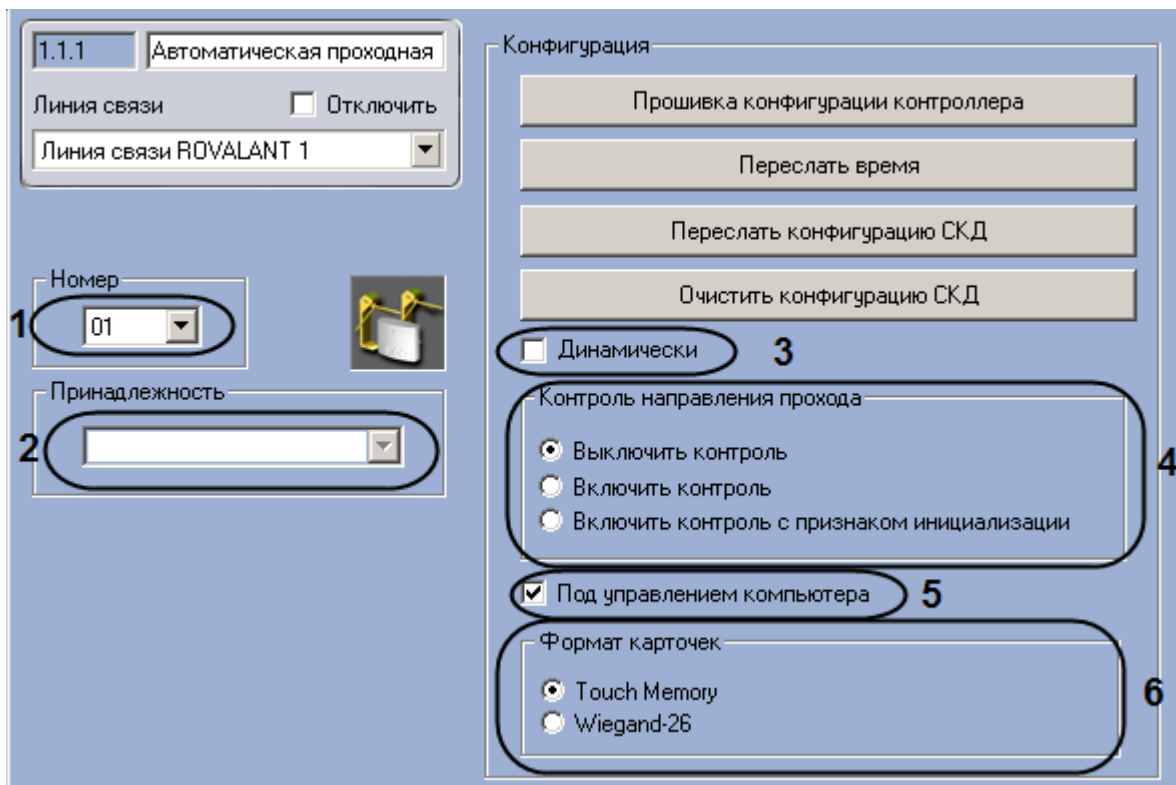 1.1.1 Автоматическая проходная
Линия связи Отключить
Линия связи ROVALANT 1
Номер
1 01
Принадлежность
2
Конфигурация
Прошивка конфигурации контроллера
Переслать время
Переслать конфигурацию СКД
Очистить конфигурацию СКД
Динамически 3
Контроль направления прохода
Выключить контроль
4
Включить контроль
Включить контроль с признаком инициализации
Под управлением компьютера 5
Формат карточек
Touch Memory 6
Wiegand-26